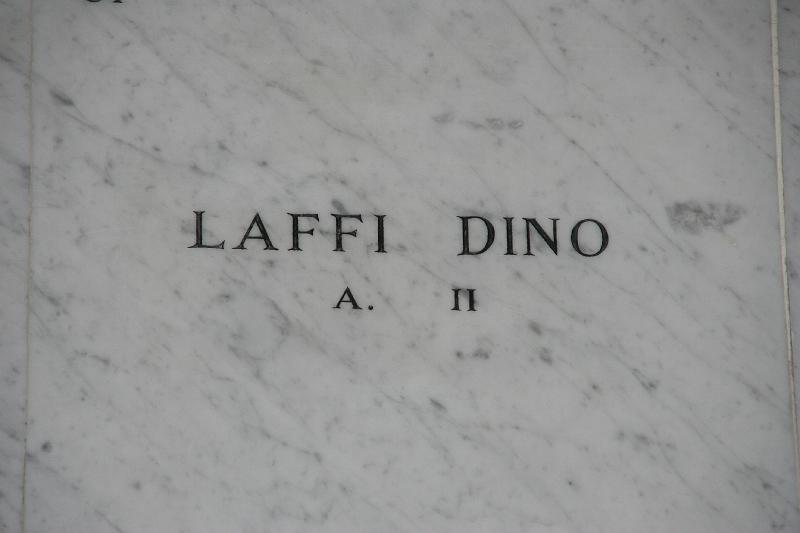 LAFFI DINO
A. II